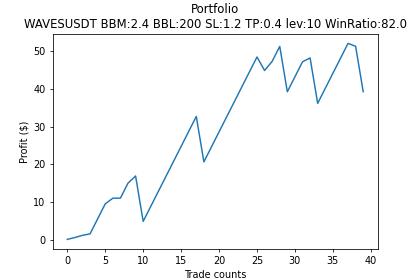 Portfolio
WAVESUSDT BBM:2.4 BBL:200 SL:1.2 TP:0.4 lev:10 WinRatio:82.0
Profit ($)
50
40
30
20
10
0
0 5 10 15 20 25 30 35 40
Trade counts